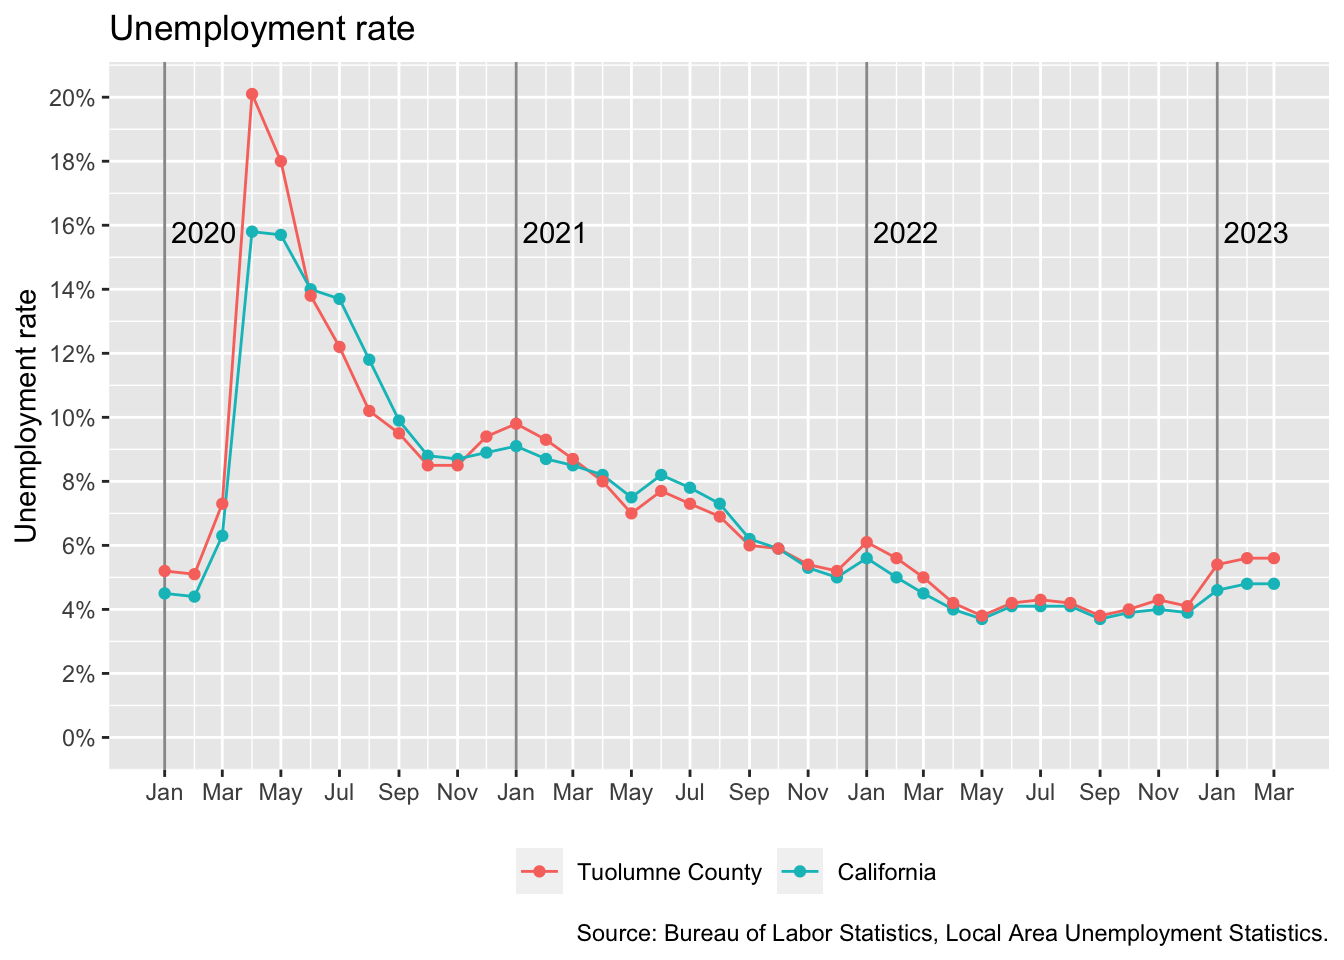 Unemployment rate
Unemployment rate
20%
18%
16%
14%
12%
10%
8%
6%
4%
2%
0%
2020 2021 2022 2023
Jan Mar May Jul Sep Nov Jan Mar May Jul Sep Nov Jan Mar May Jul Sep Nov Jan Mar
Tuolumne County California
Source: Bureau of Labor Statistics, Local Area Unemployment Statistics.